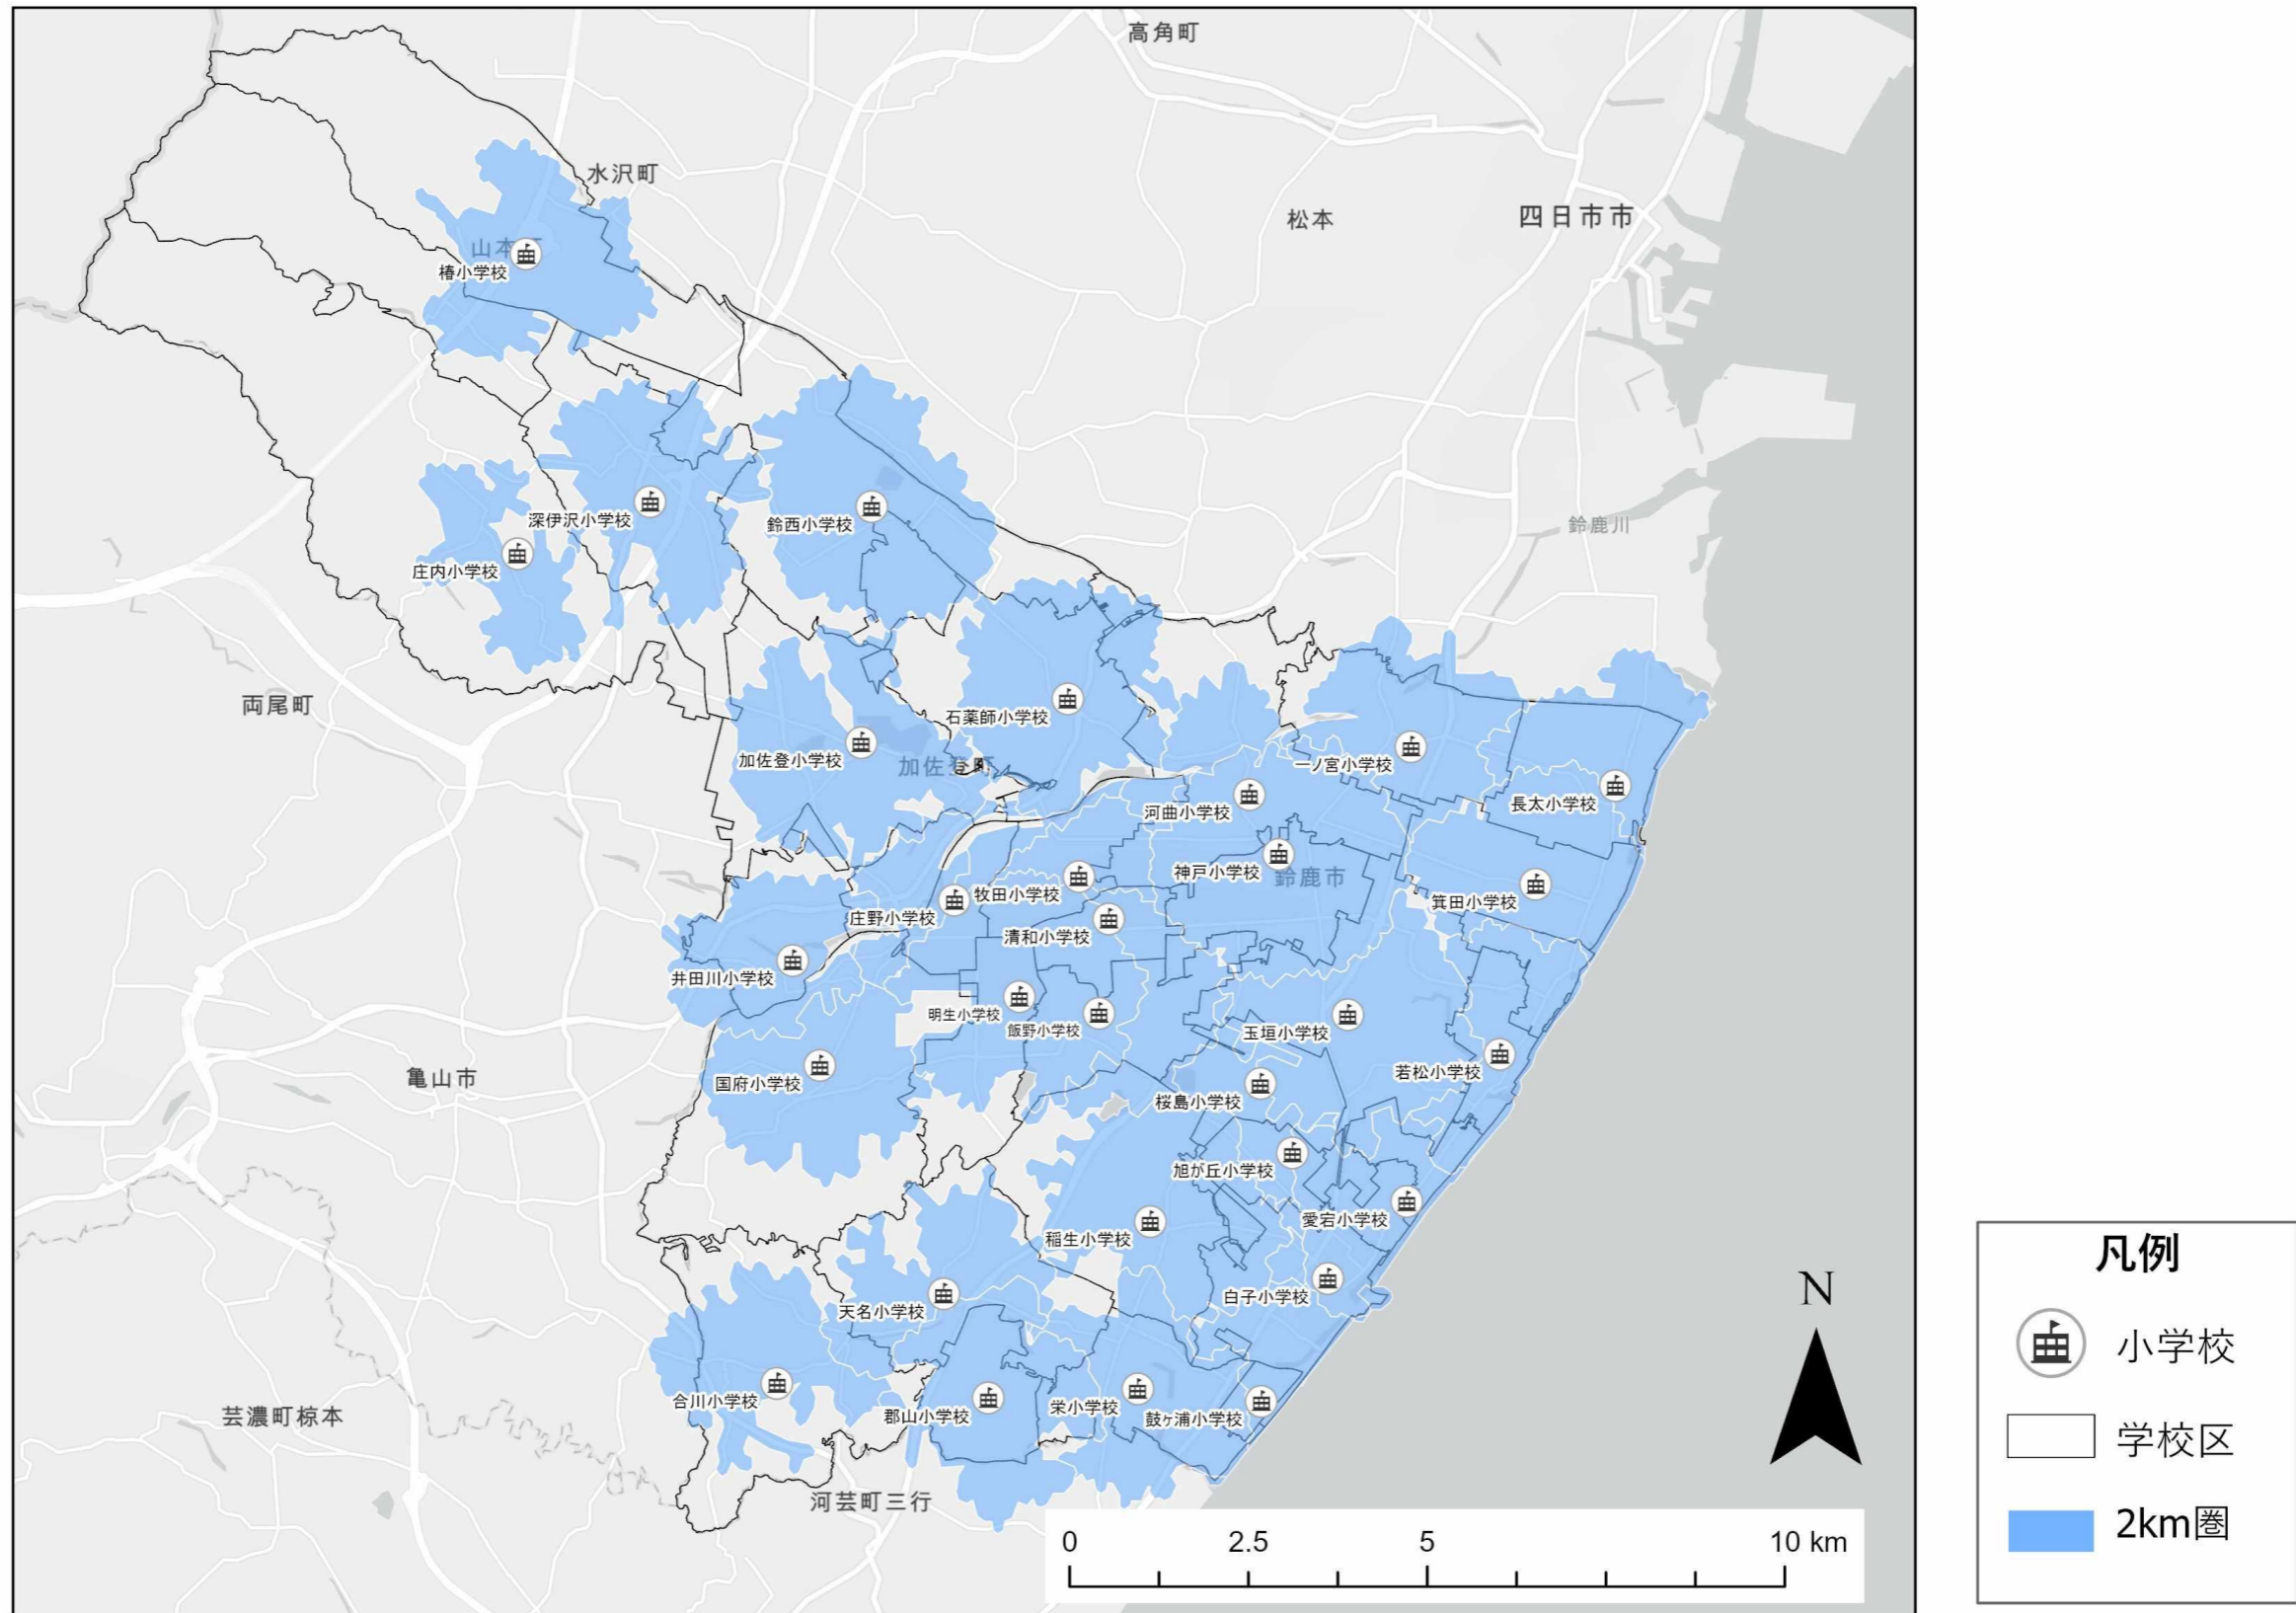 高角町
水沢町
松本
四日市市
椿小学校
鈴鹿川
深伊沢小学校
鈴西小学校
庄内小学校
両尾町
石薬師小学校
加佐登小学校
加佐登町
一ノ宮小学校
長太小学校
河曲小学校
神戸小学校
鈴鹿市
牧田小学校
箕田小学校
庄野小学校
清和小学校
井田川小学校
明生小学校
飯野小学校
玉垣小学校
若松小学校
亀山市
国府小学校
桜島小学校
旭が丘小学校
愛宕小学校
稲生小学校
白子小学校
天名小学校
合川小学校
郡山小学校
栄小学校
鼓ヶ浦小学校
芸濃町椋本
河芸町三行
N
0 2.5 5 10 km
凡例
小学校
学校区
2km圏